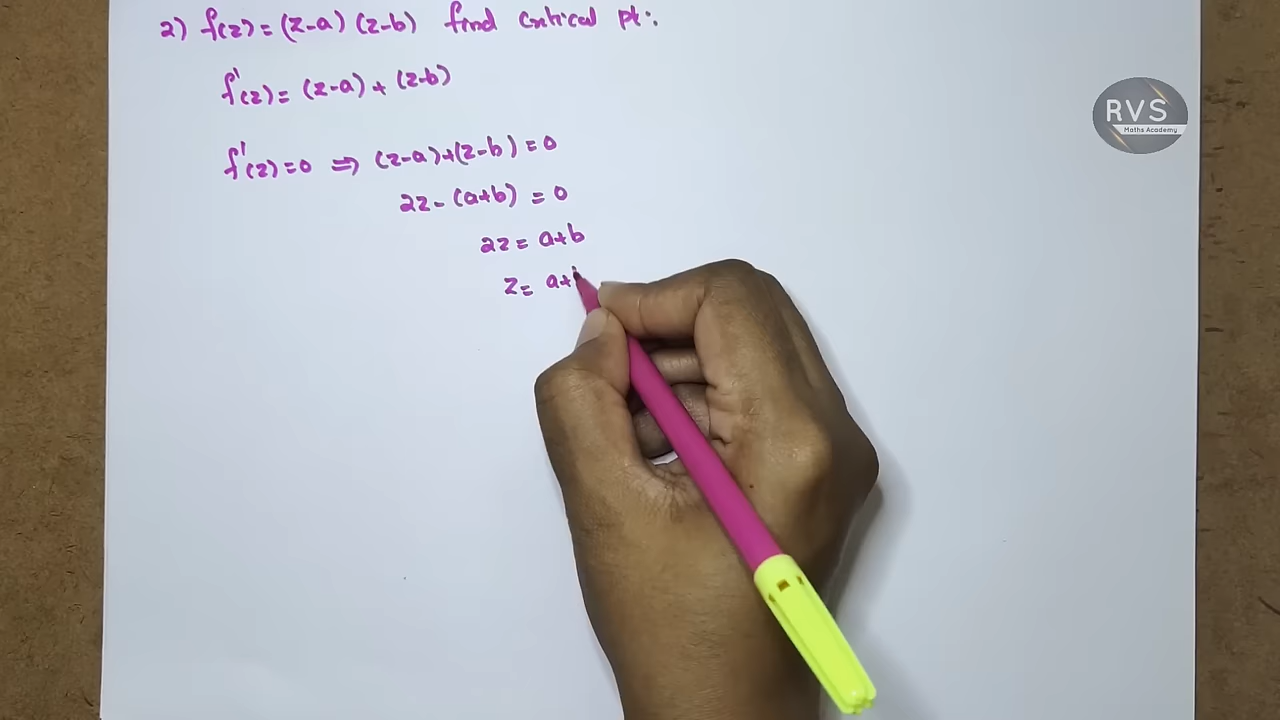 2) f(z) = (z-a) (z-b) find critical pt:
f'(z) = (z-a) + (z-b)
f'(z) = 0 ⇒ (z-a)+(z-b) = 0
2z - (a+b) = 0
2z = a+b
z = a+
RVS
Maths Academy